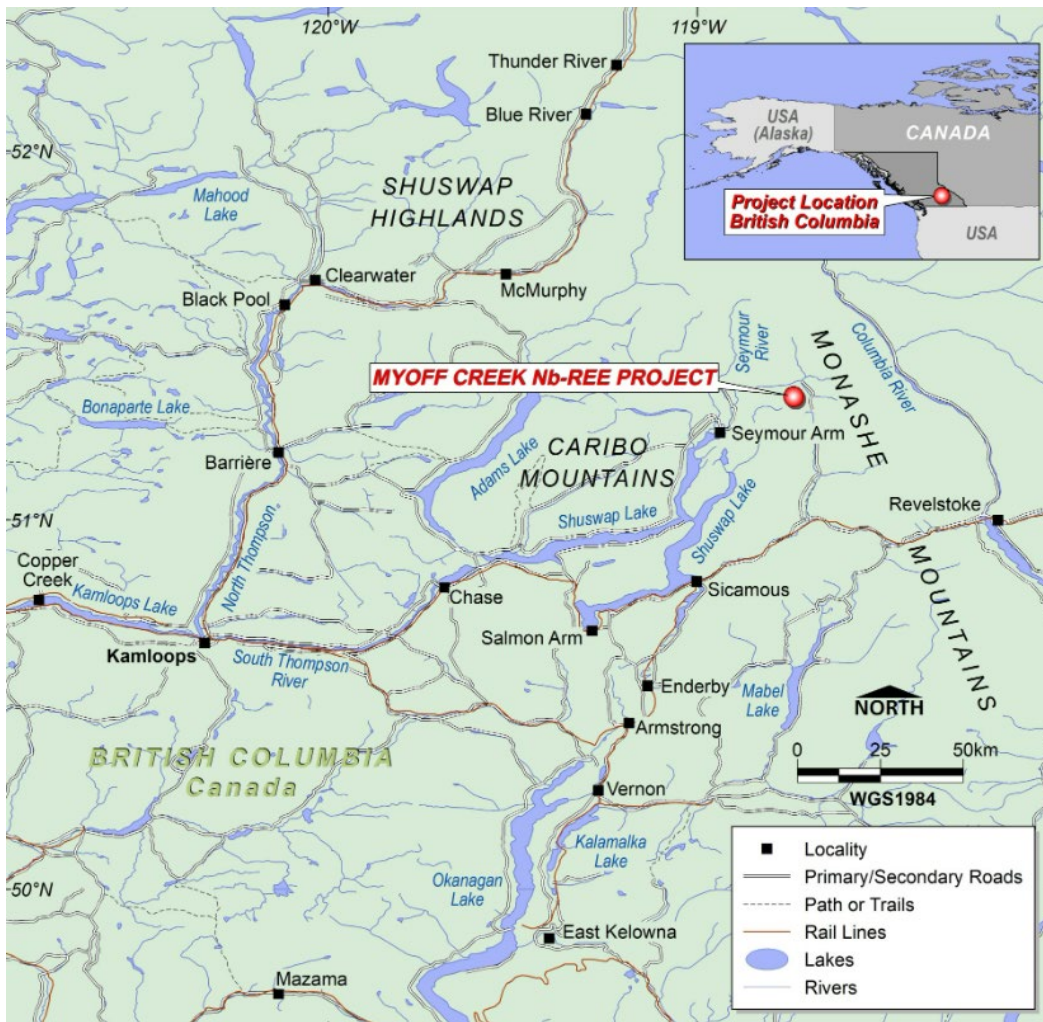 120°W
119°W
Thunder River
Blue River
52°N
SHUSWAP
HIGHLANDS
Mahood
Lake
Clearwater
McMurphy
Black Pool
USA
(Alaska)
CANADA
Project Location
British Columbia
USA
Seymour
River
MONASHE
Columbia River
MYOFF CREEK Nb-REE PROJECT
Bonaparte Lake
Seymour Arm
Barrière
Adams Lake
CARIBO
MOUNTAINS
Shuswap Lake
Shuswap Lake
Revelstoke
51°N
Copper
Creek
Kamloops Lake
North Thompson
Chase
Sicamous
MOUNTAINS
Salmon Arm
Kamloops
South Thompson
River
Enderby
Mabel
Lake
NORTH
Armstrong
0 25 50km
WGS1984
BRITISH COLUMBIA
Canada
Vernon
Kalamalka
Lake
50°N
Okanagan
Lake
East Kelowna
Mazama
Locality
Primary/Secondary Roads
Path or Trails
Rail Lines
Lakes
Rivers